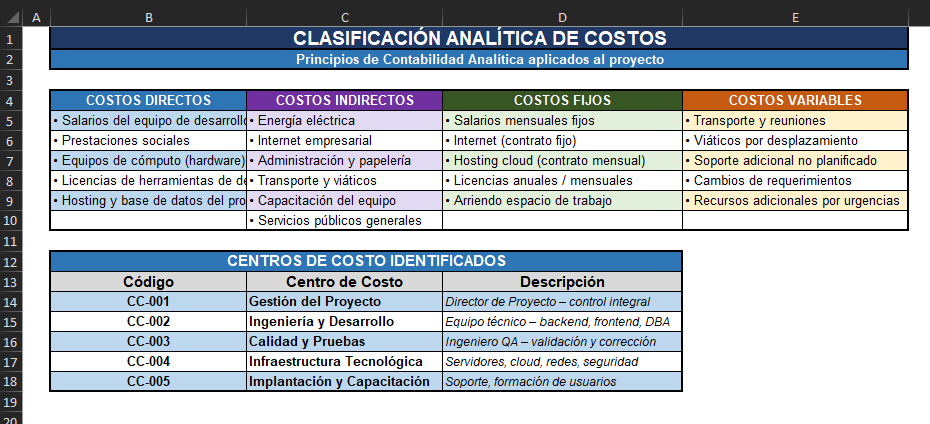 A B C D E
1 CLASIFICACIÓN ANALÍTICA DE COSTOS
2 Principios de Contabilidad Analítica aplicados al proyecto
3
4 COSTOS DIRECTOS COSTOS INDIRECTOS COSTOS FIJOS COSTOS VARIABLES
5 • Salarios del equipo de desarrollo • Energía eléctrica • Salarios mensuales fijos • Transporte y reuniones
6 • Prestaciones sociales • Internet empresarial • Internet (contrato fijo) • Viáticos por desplazamiento
7 • Equipos de cómputo (hardware) • Administración y papelería • Hosting cloud (contrato mensual) • Soporte adicional no planificado
8 • Licencias de herramientas de de • Transporte y viáticos • Licencias anuales / mensuales • Cambios de requerimientos
9 • Hosting y base de datos del pro • Capacitación del equipo • Arriendo espacio de trabajo • Recursos adicionales por urgencias
10 • Servicios públicos generales
11
12 CENTROS DE COSTO IDENTIFICADOS
13 Código Centro de Costo Descripción
14 CC-001 Gestión del Proyecto Director de Proyecto – control integral
15 CC-002 Ingeniería y Desarrollo Equipo técnico – backend, frontend, DBA
16 CC-003 Calidad y Pruebas Ingeniero QA – validación y corrección
17 CC-004 Infraestructura Tecnológica Servidores, cloud, redes, seguridad
18 CC-005 Implantación y Capacitación Soporte, formación de usuarios
19
20